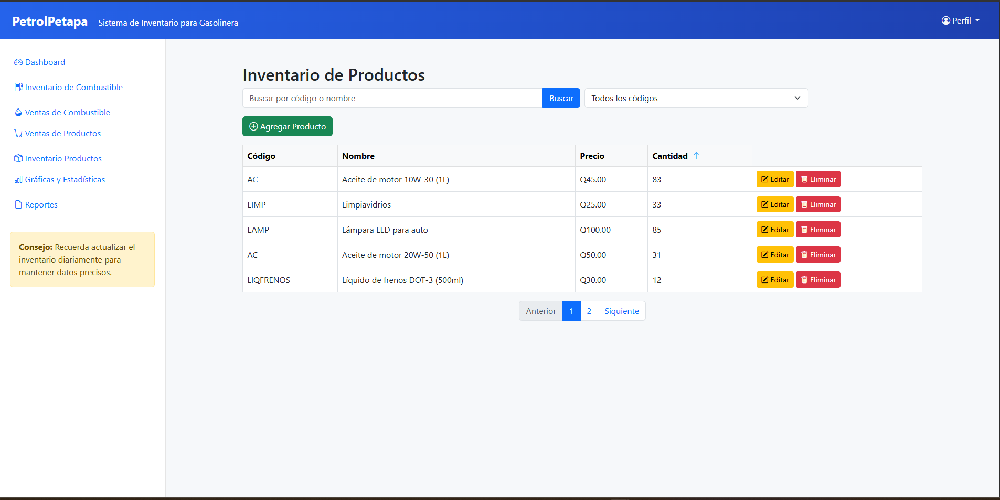 PetrolPetapa Sistema de Inventario para Gasolinera Perfil
Dashboard
Inventario de Combustible
Ventas de Combustible
Ventas de Productos
Inventario Productos
Gráficas y Estadísticas
Reportes
Consejo: Recuerda actualizar el
inventario diariamente para
mantener datos precisos.
Inventario de Productos
Buscar por código o nombre Buscar Todos los códigos
Agregar Producto
Código Nombre Precio Cantidad ↑
AC Aceite de motor 10W-30 (1L) Q45.00 83 Editar Eliminar
LIMP Limpiavidrios Q25.00 33 Editar Eliminar
LAMP Lámpara LED para auto Q100.00 85 Editar Eliminar
AC Aceite de motor 20W-50 (1L) Q50.00 31 Editar Eliminar
LIQFRENOS Líquido de frenos DOT-3 (500ml) Q30.00 12 Editar Eliminar
Anterior 1 2 Siguiente